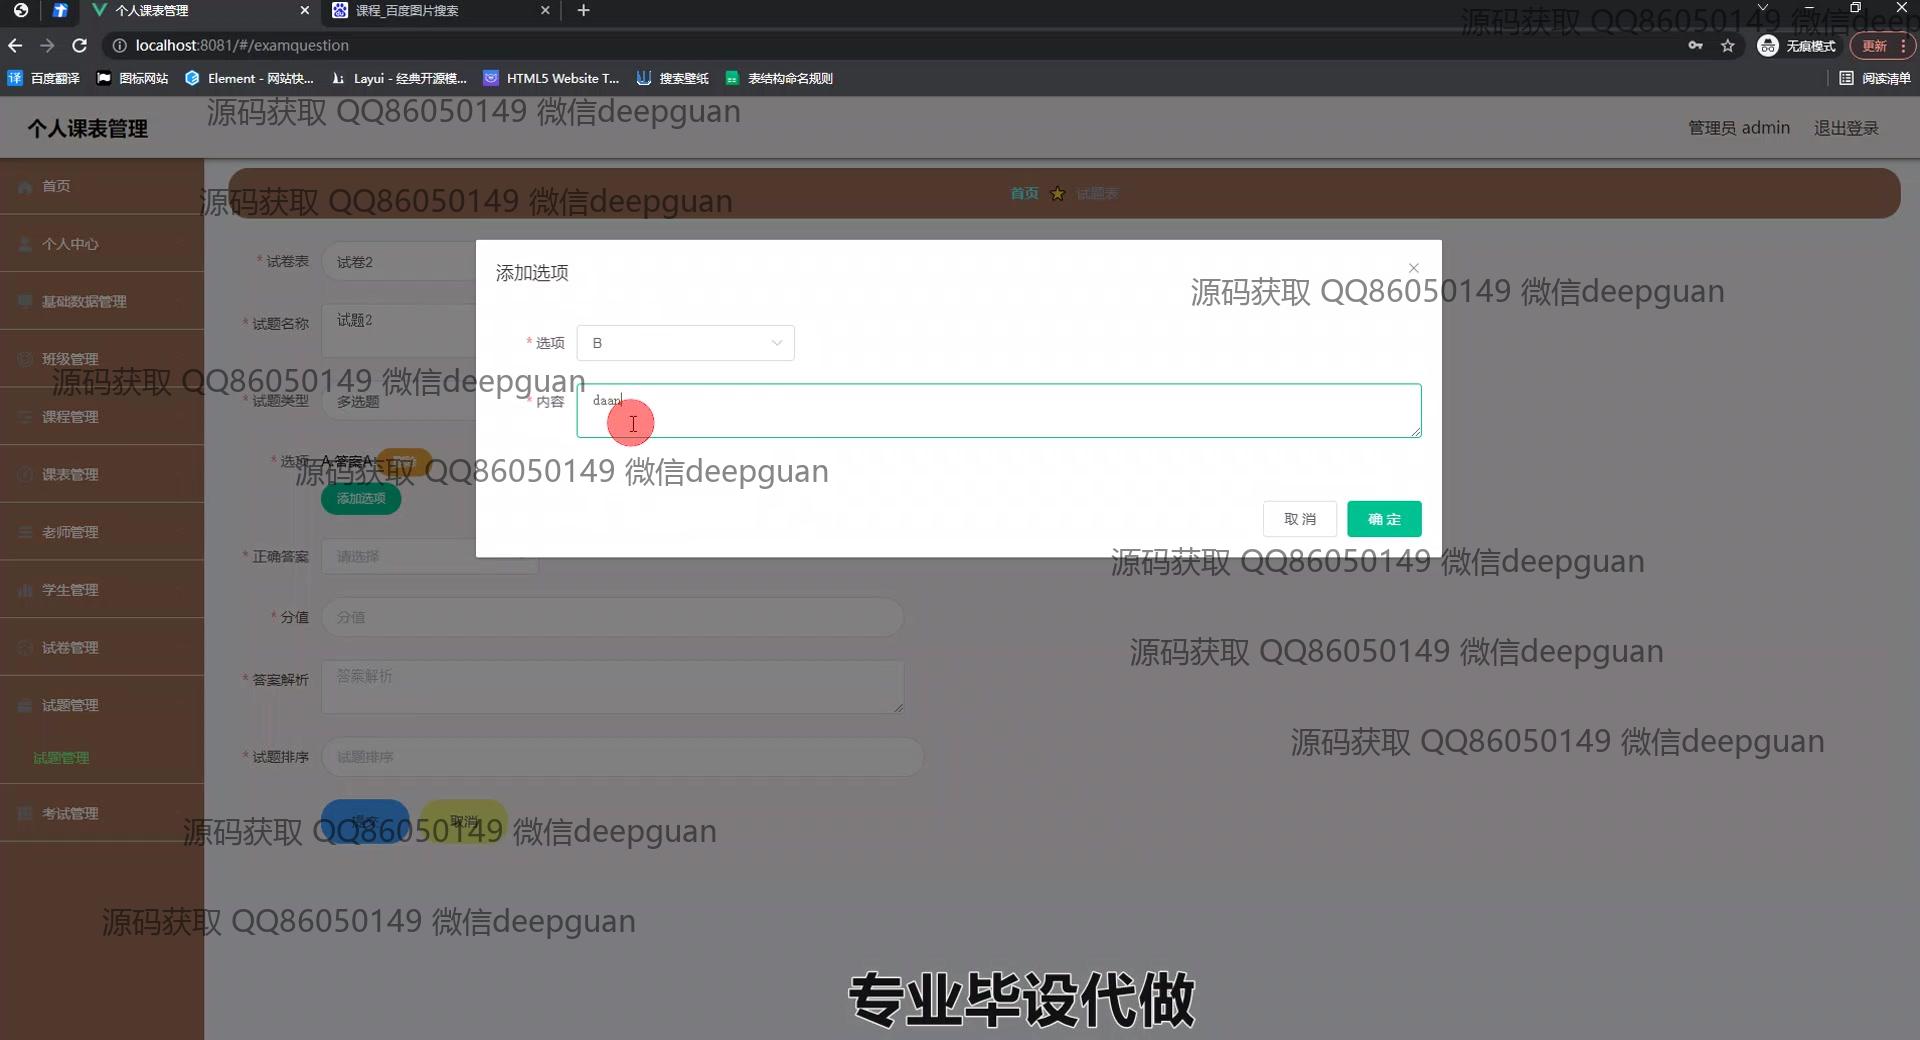 个人课表管理
课程_百度图片搜索
localhost:8081/#/examquestion
无痕模式
更新
百度翻译
图标网站
Element - 网站快...
Layui - 经典开源模...
HTML5 Website T...
搜索壁纸
表结构命名规则
阅读清单
源码获取 QQ86050149 微信deep
源码获取 QQ86050149 微信deepguan
个人课表管理
管理员 admin
退出登录
首页
源码获取 QQ86050149 微信deepguan
首页
试题表
个人中心
* 试卷表
试卷2
添加选项
源码获取 QQ86050149 微信deepguan
基础数据管理
* 试题名称
试题2
* 选项
B
班级管理
源码获取 QQ86050149 微信deepguan
* 试题类型
多选题
* 内容
daan
课程管理
* 选项
A.答案A
删除
源码获取 QQ86050149 微信deepguan
课表管理
添加选项
取消
确定
老师管理
* 正确答案
请选择
源码获取 QQ86050149 微信deepguan
学生管理
* 分值
分值
试卷管理
源码获取 QQ86050149 微信deepguan
* 答案解析
答案解析
试题管理
源码获取 QQ86050149 微信deepguan
试题管理
* 试题排序
试题排序
考试管理
提交
取消
源码获取 QQ86050149 微信deepguan
源码获取 QQ86050149 微信deepguan
专业毕设代做